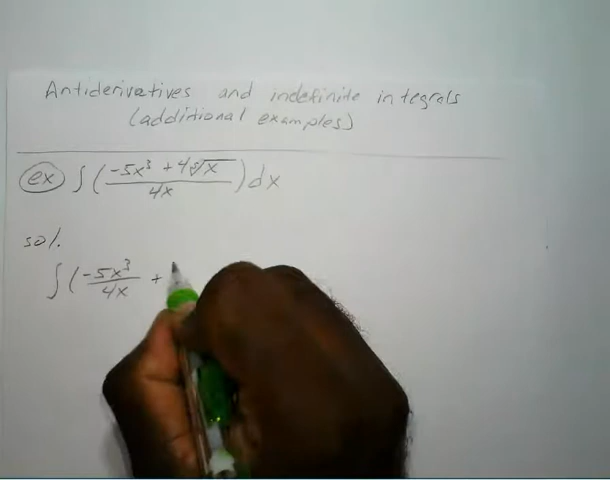 Antiderivatives and indefinite integrals
(additional examples)
ex ∫ ( (-5x³ + 4√x) / 4x ) dx
sol.
∫ ( -5x³ / 4x +